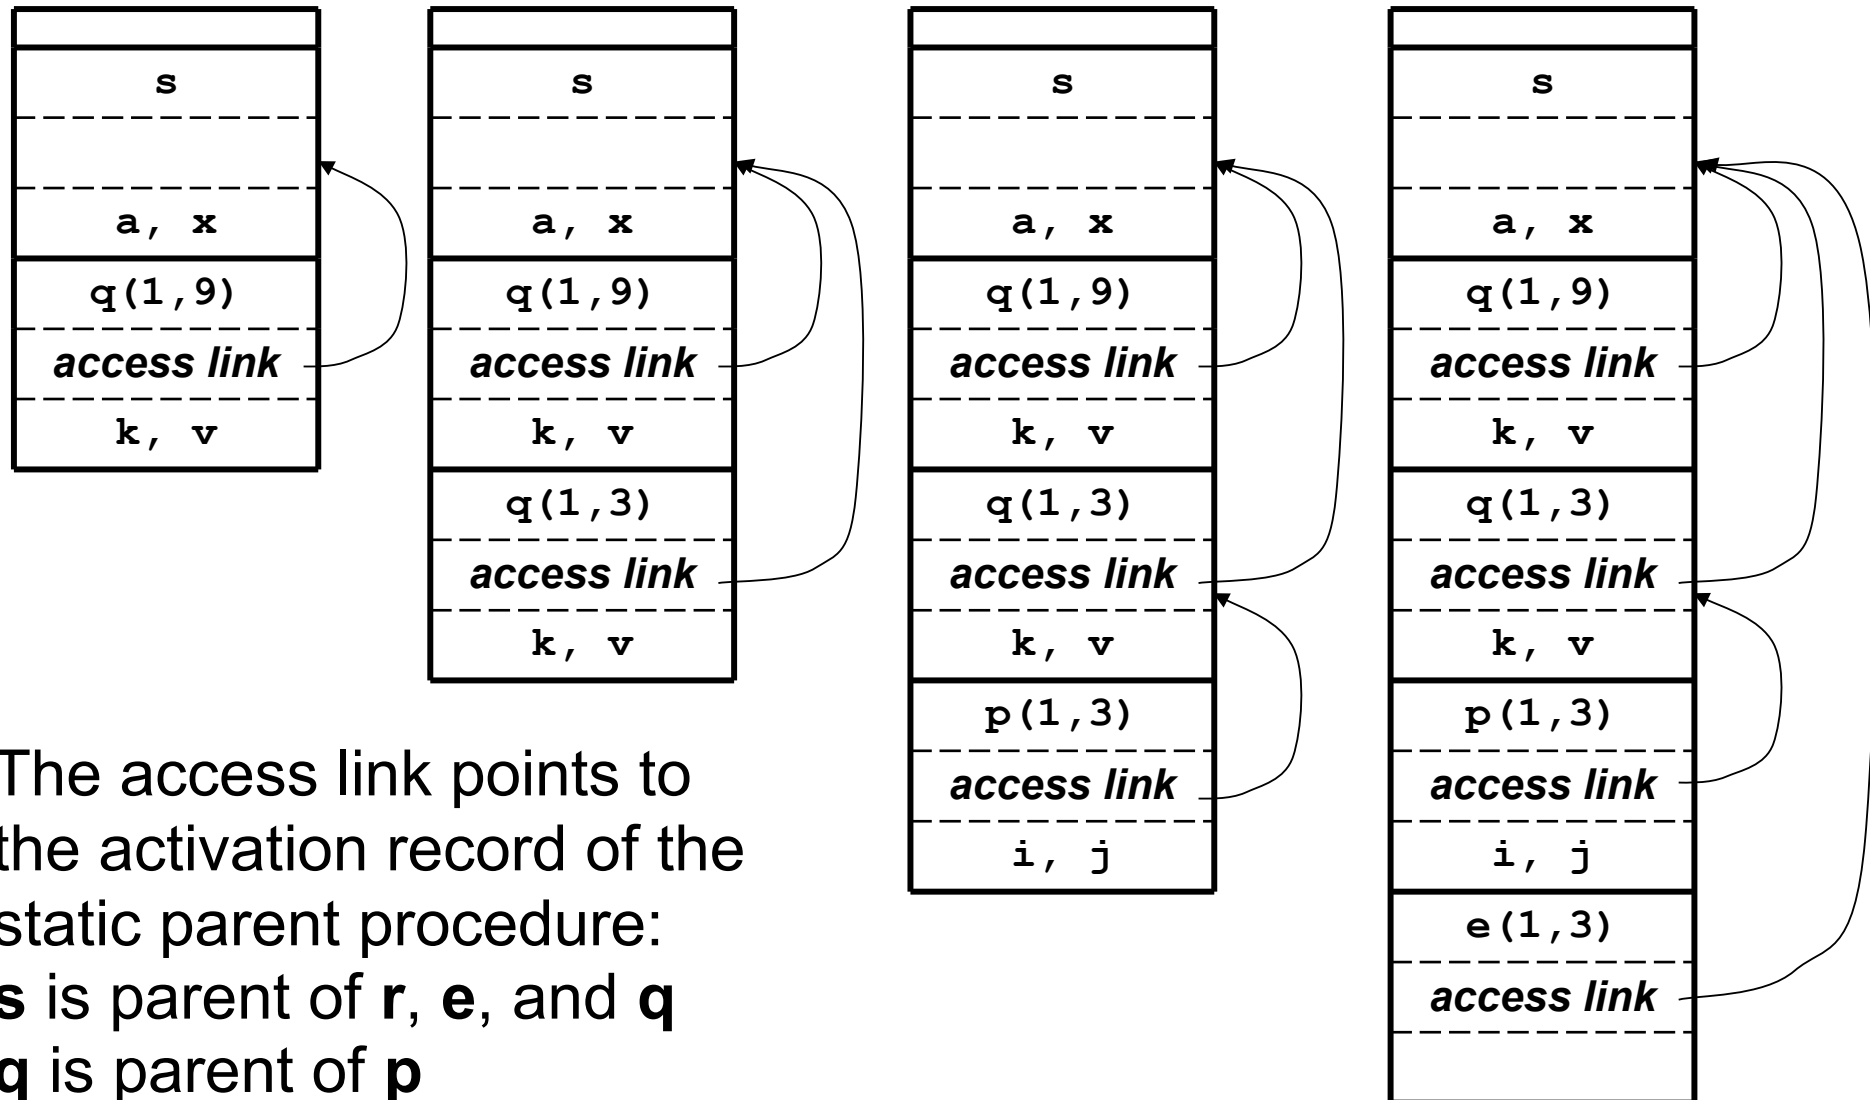 s
a, x
q(1,9)
access link
k, v
s
a, x
q(1,9)
access link
k, v
q(1,3)
access link
k, v
s
a, x
q(1,9)
access link
k, v
q(1,3)
access link
k, v
p(1,3)
access link
i, j
s
a, x
q(1,9)
access link
k, v
q(1,3)
access link
k, v
p(1,3)
access link
i, j
e(1,3)
access link
The access link points to
the activation record of the
static parent procedure:
s is parent of r, e, and q
q is parent of p